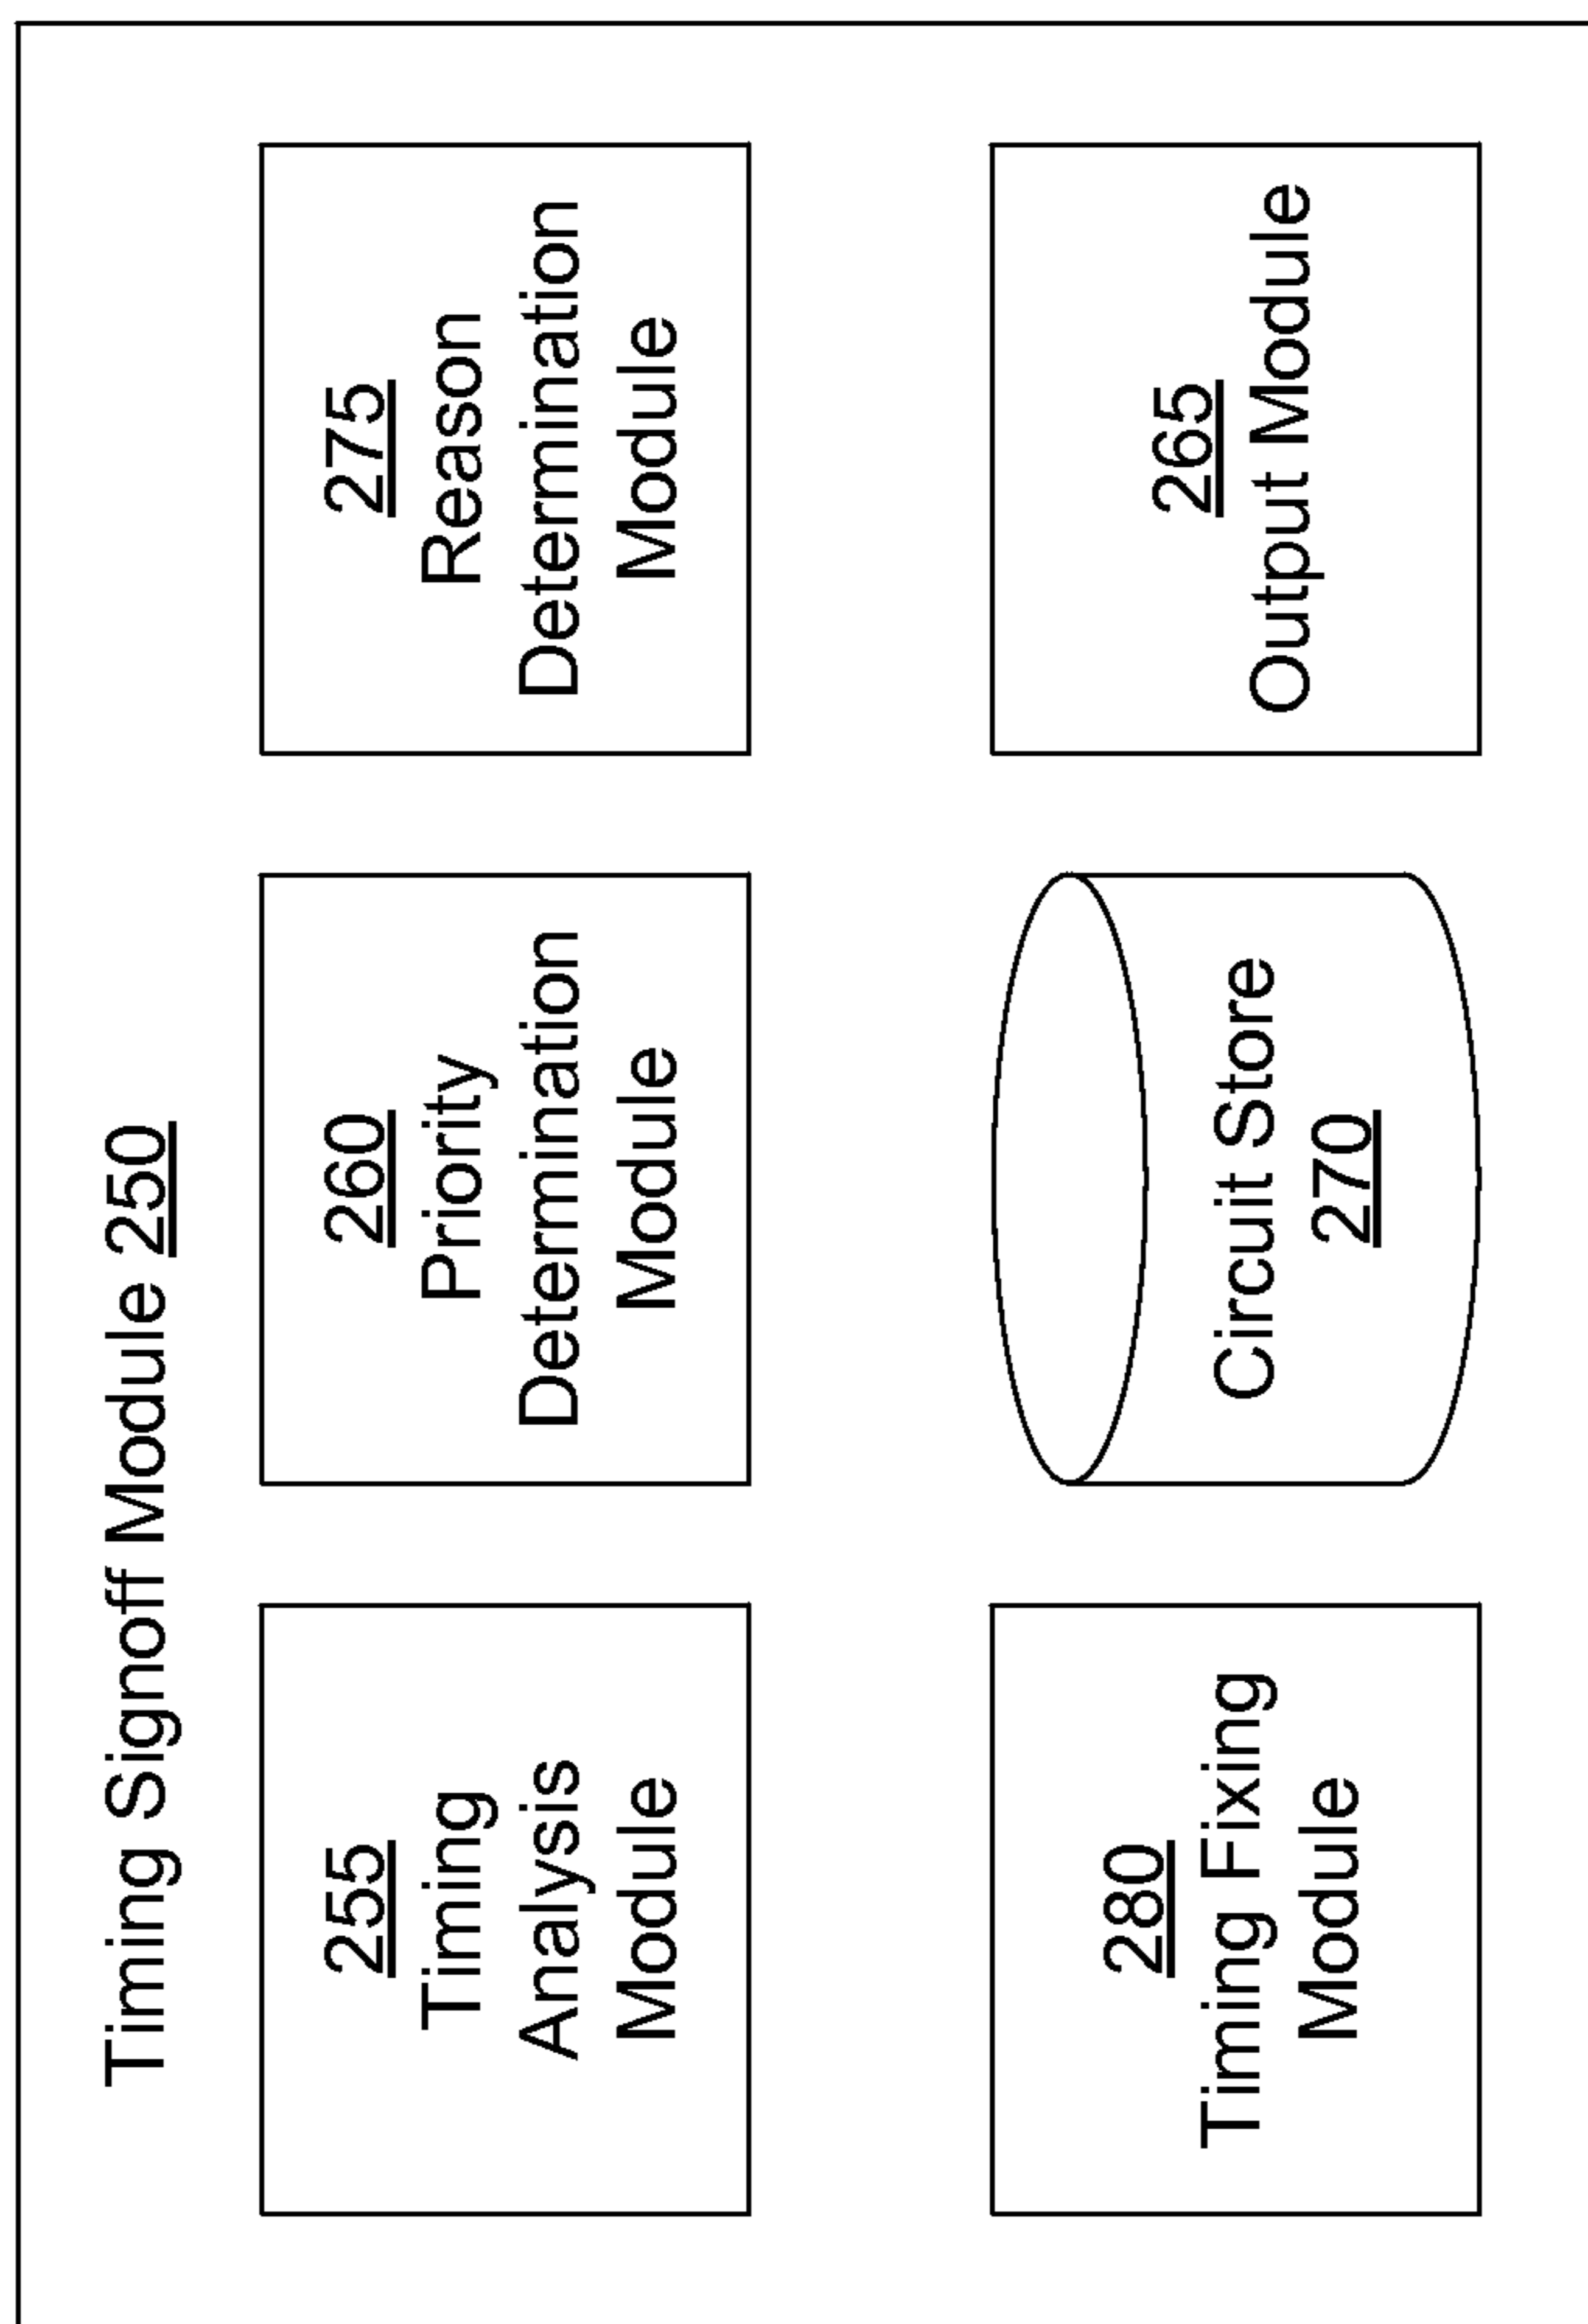 Timing Signoff Module 250
255
Timing
Analysis
Module
260
Priority
Determination
Module
275
Reason
Determination
Module
280
Timing Fixing
Module
Circuit Store
270
265
Output Module